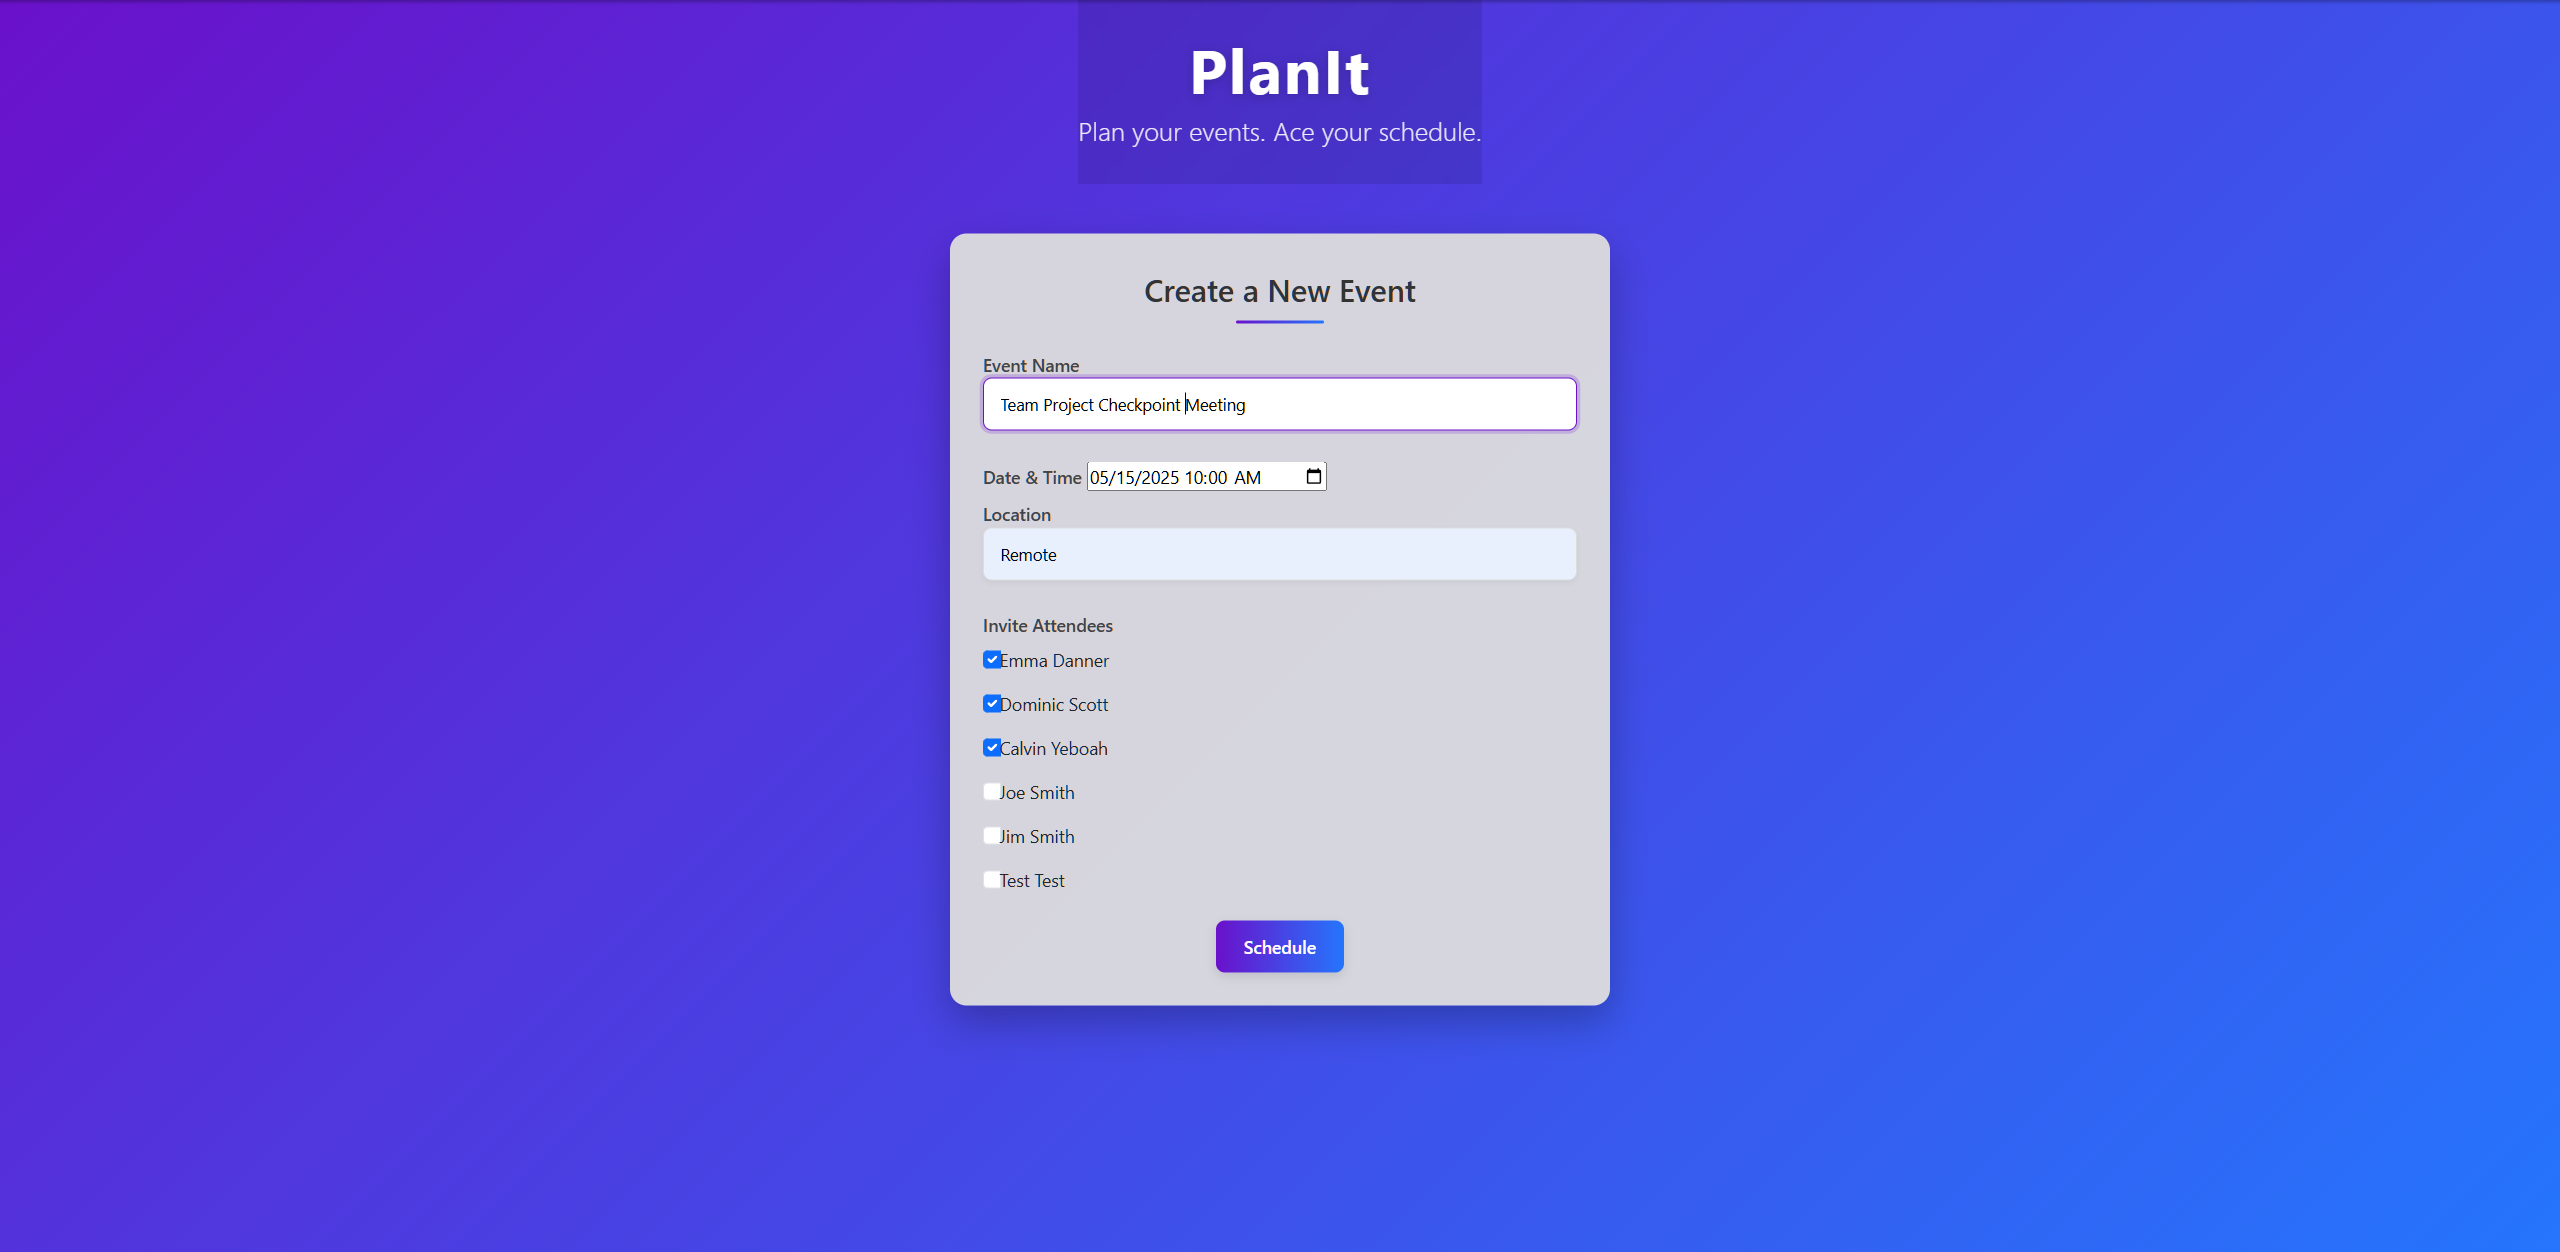 PlanIt
Plan your events. Ace your schedule.
Create a New Event
Event Name
Team Project Checkpoint Meeting
Date & Time 05/15/2025 10:00 AM
Location
Remote
Invite Attendees
Emma Danner
Dominic Scott
Calvin Yeboah
Joe Smith
Jim Smith
Test Test
Schedule